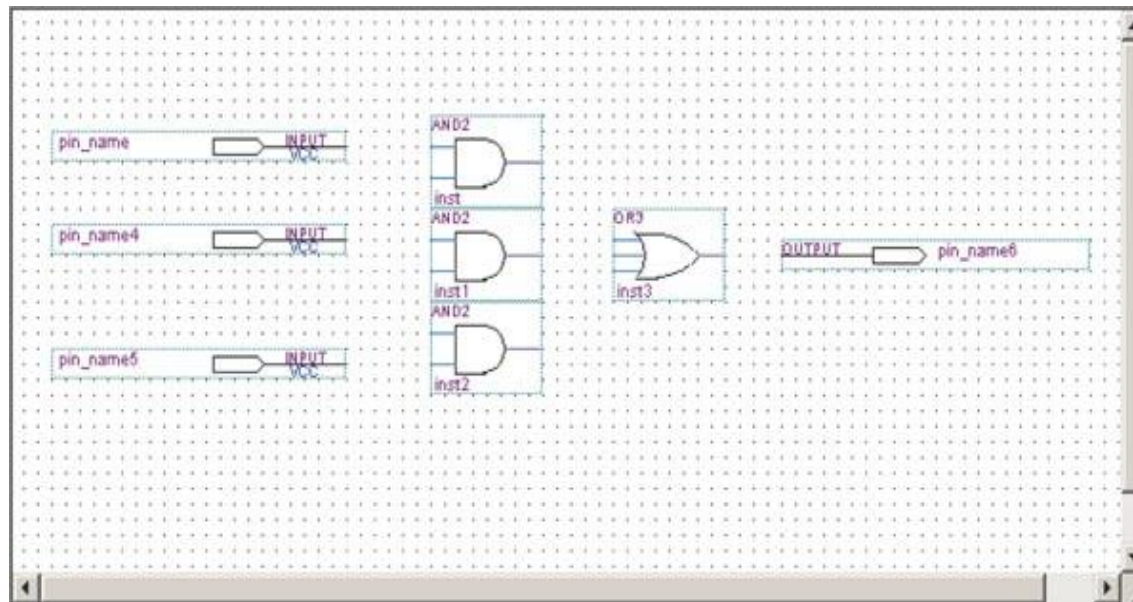 AND2
pin_name INPUT
VCC
inst
AND2
OR3
pin_name4 INPUT
VCC
OUTPUT pin_name6
inst1
inst3
AND2
pin_name5 INPUT
VCC
inst2